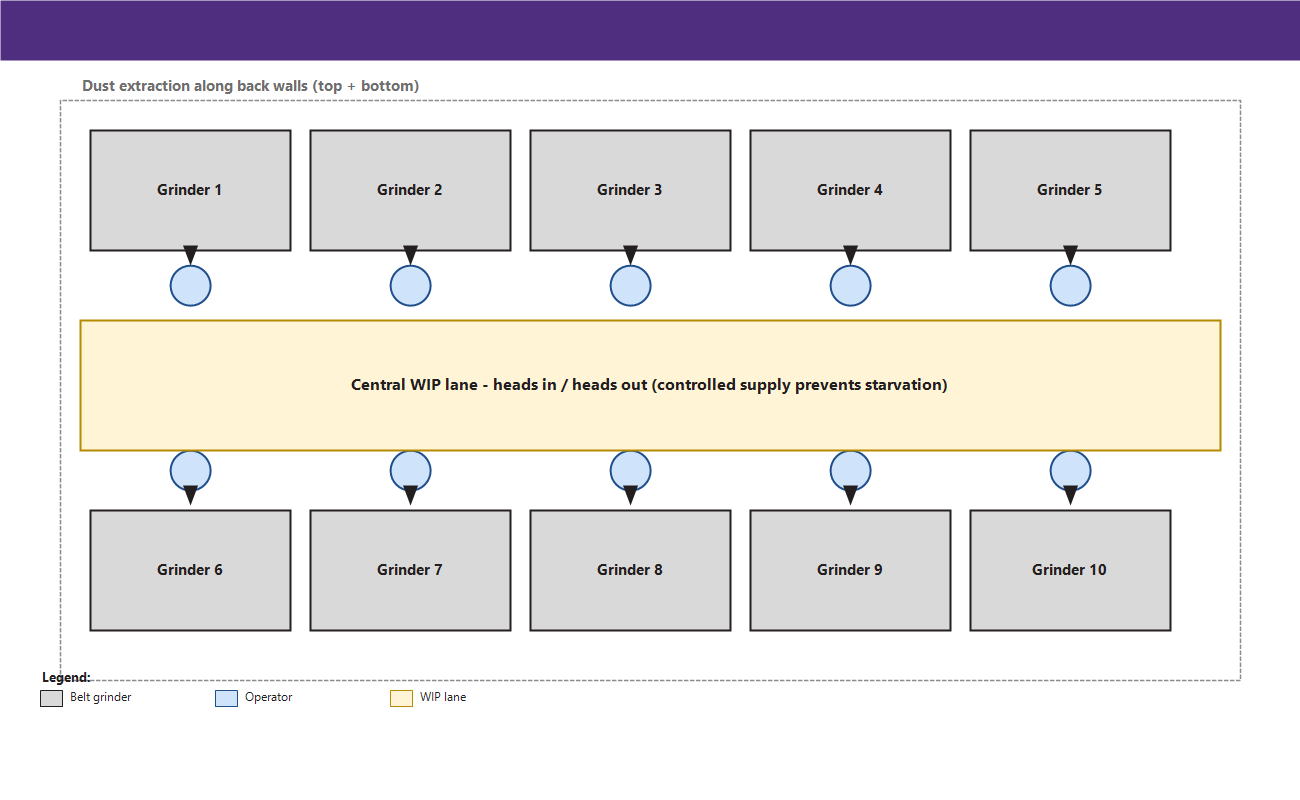 Dust extraction along back walls (top + bottom)
Grinder 1
Grinder 2
Grinder 3
Grinder 4
Grinder 5
Central WIP lane - heads in / heads out (controlled supply prevents starvation)
Grinder 6
Grinder 7
Grinder 8
Grinder 9
Grinder 10
Legend:
Belt grinder
Operator
WIP lane